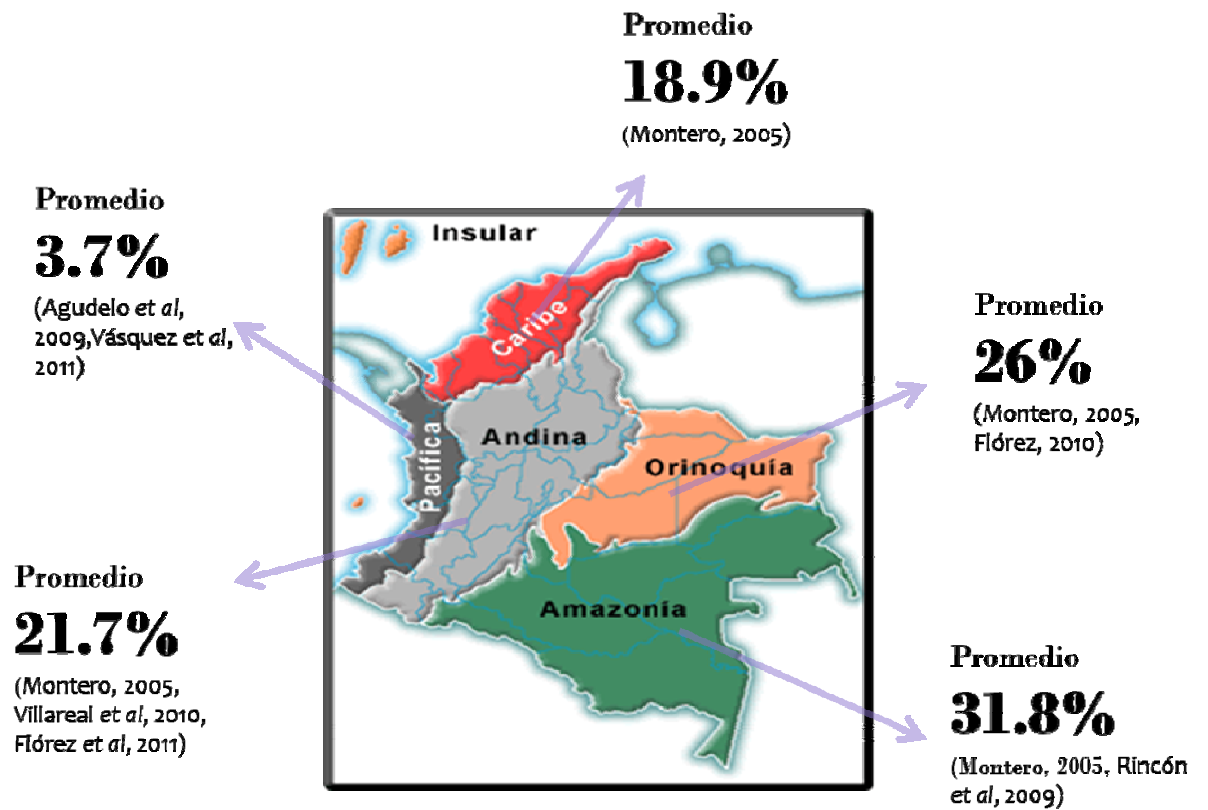 Promedio
18.9%
(Montero, 2005)
Promedio
3.7%
(Agudelo et al,
2009,Vásquez et al,
2011)
Insular
Caribe
Promedio
26%
(Montero, 2005,
Flórez, 2010)
Pacífica
Andina
Orinoquía
Promedio
21.7%
(Montero, 2005,
Villareal et al, 2010,
Flórez et al, 2011)
Amazonía
Promedio
31.8%
(Montero, 2005, Rincón
et al, 2009)